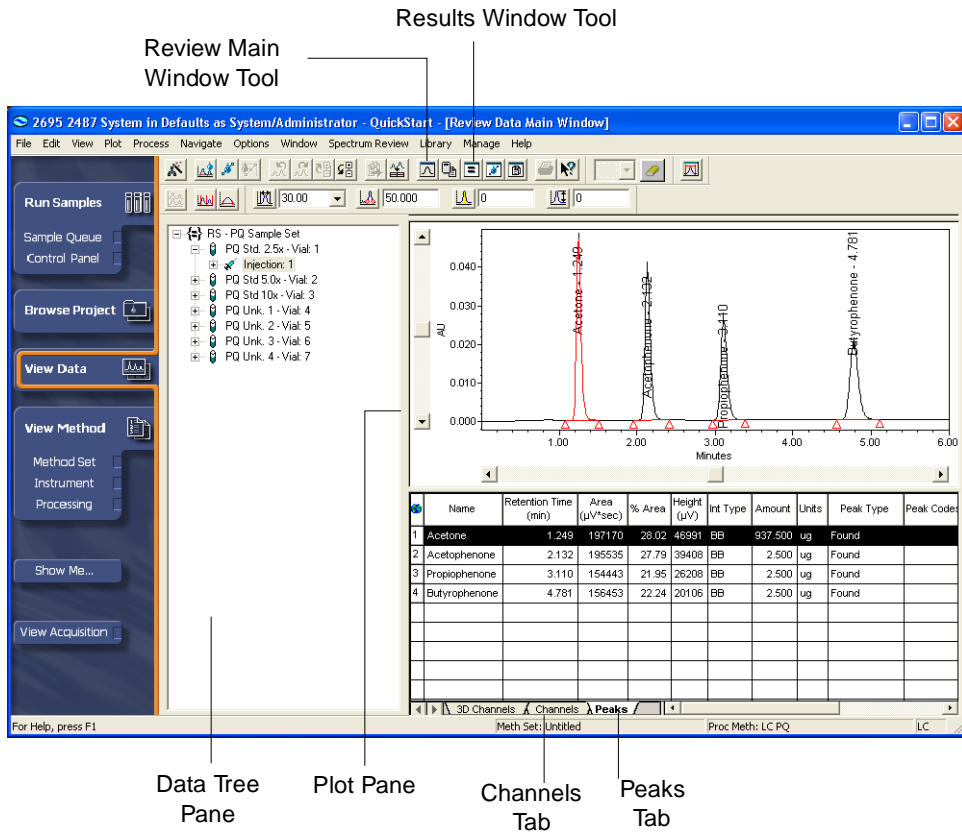 Results Window Tool
Review Main
Window Tool
2695 2487 System in Defaults as System/Administrator - QuickStart - [Review Data Main Window]
File Edit View Plot Process Navigate Options Window Spectrum Review Library Manage Help
30.00 50.000 0 0
Run Samples
Sample Queue
Control Panel
Browse Project
View Data
View Method
Method Set
Instrument
Processing
Show Me...
View Acquisition
RS - PQ Sample Set
PQ Std. 2.5x - Vial: 1
Injection: 1
PQ Std 5.0x - Vial: 2
PQ Std 10x - Vial: 3
PQ Unk. 1 - Vial: 4
PQ Unk. 2 - Vial: 5
PQ Unk. 3 - Vial: 6
PQ Unk. 4 - Vial: 7
AU
0.040
0.030
0.020
0.010
0.000
Acetone - 1.249
Acetophenone - 2.132
Propiophenone - 3.110
Butyrophenone - 4.781
1.00 2.00 3.00 4.00 5.00 6.00
Minutes
Name Retention Time (min) Area (µV*sec) % Area Height (µV) Int Type Amount Units Peak Type Peak Codes
1 Acetone 1.249 197170 28.02 46991 BB 937.500 ug Found
2 Acetophenone 2.132 195535 27.79 39408 BB 2.500 ug Found
3 Propiophenone 3.110 154443 21.95 26208 BB 2.500 ug Found
4 Butyrophenone 4.781 156453 22.24 20106 BB 2.500 ug Found
3D Channels Channels Peaks
For Help, press F1 Meth Set: Untitled Proc Meth: LC PQ LC
Data Tree
Pane
Plot Pane
Channels
Tab
Peaks
Tab